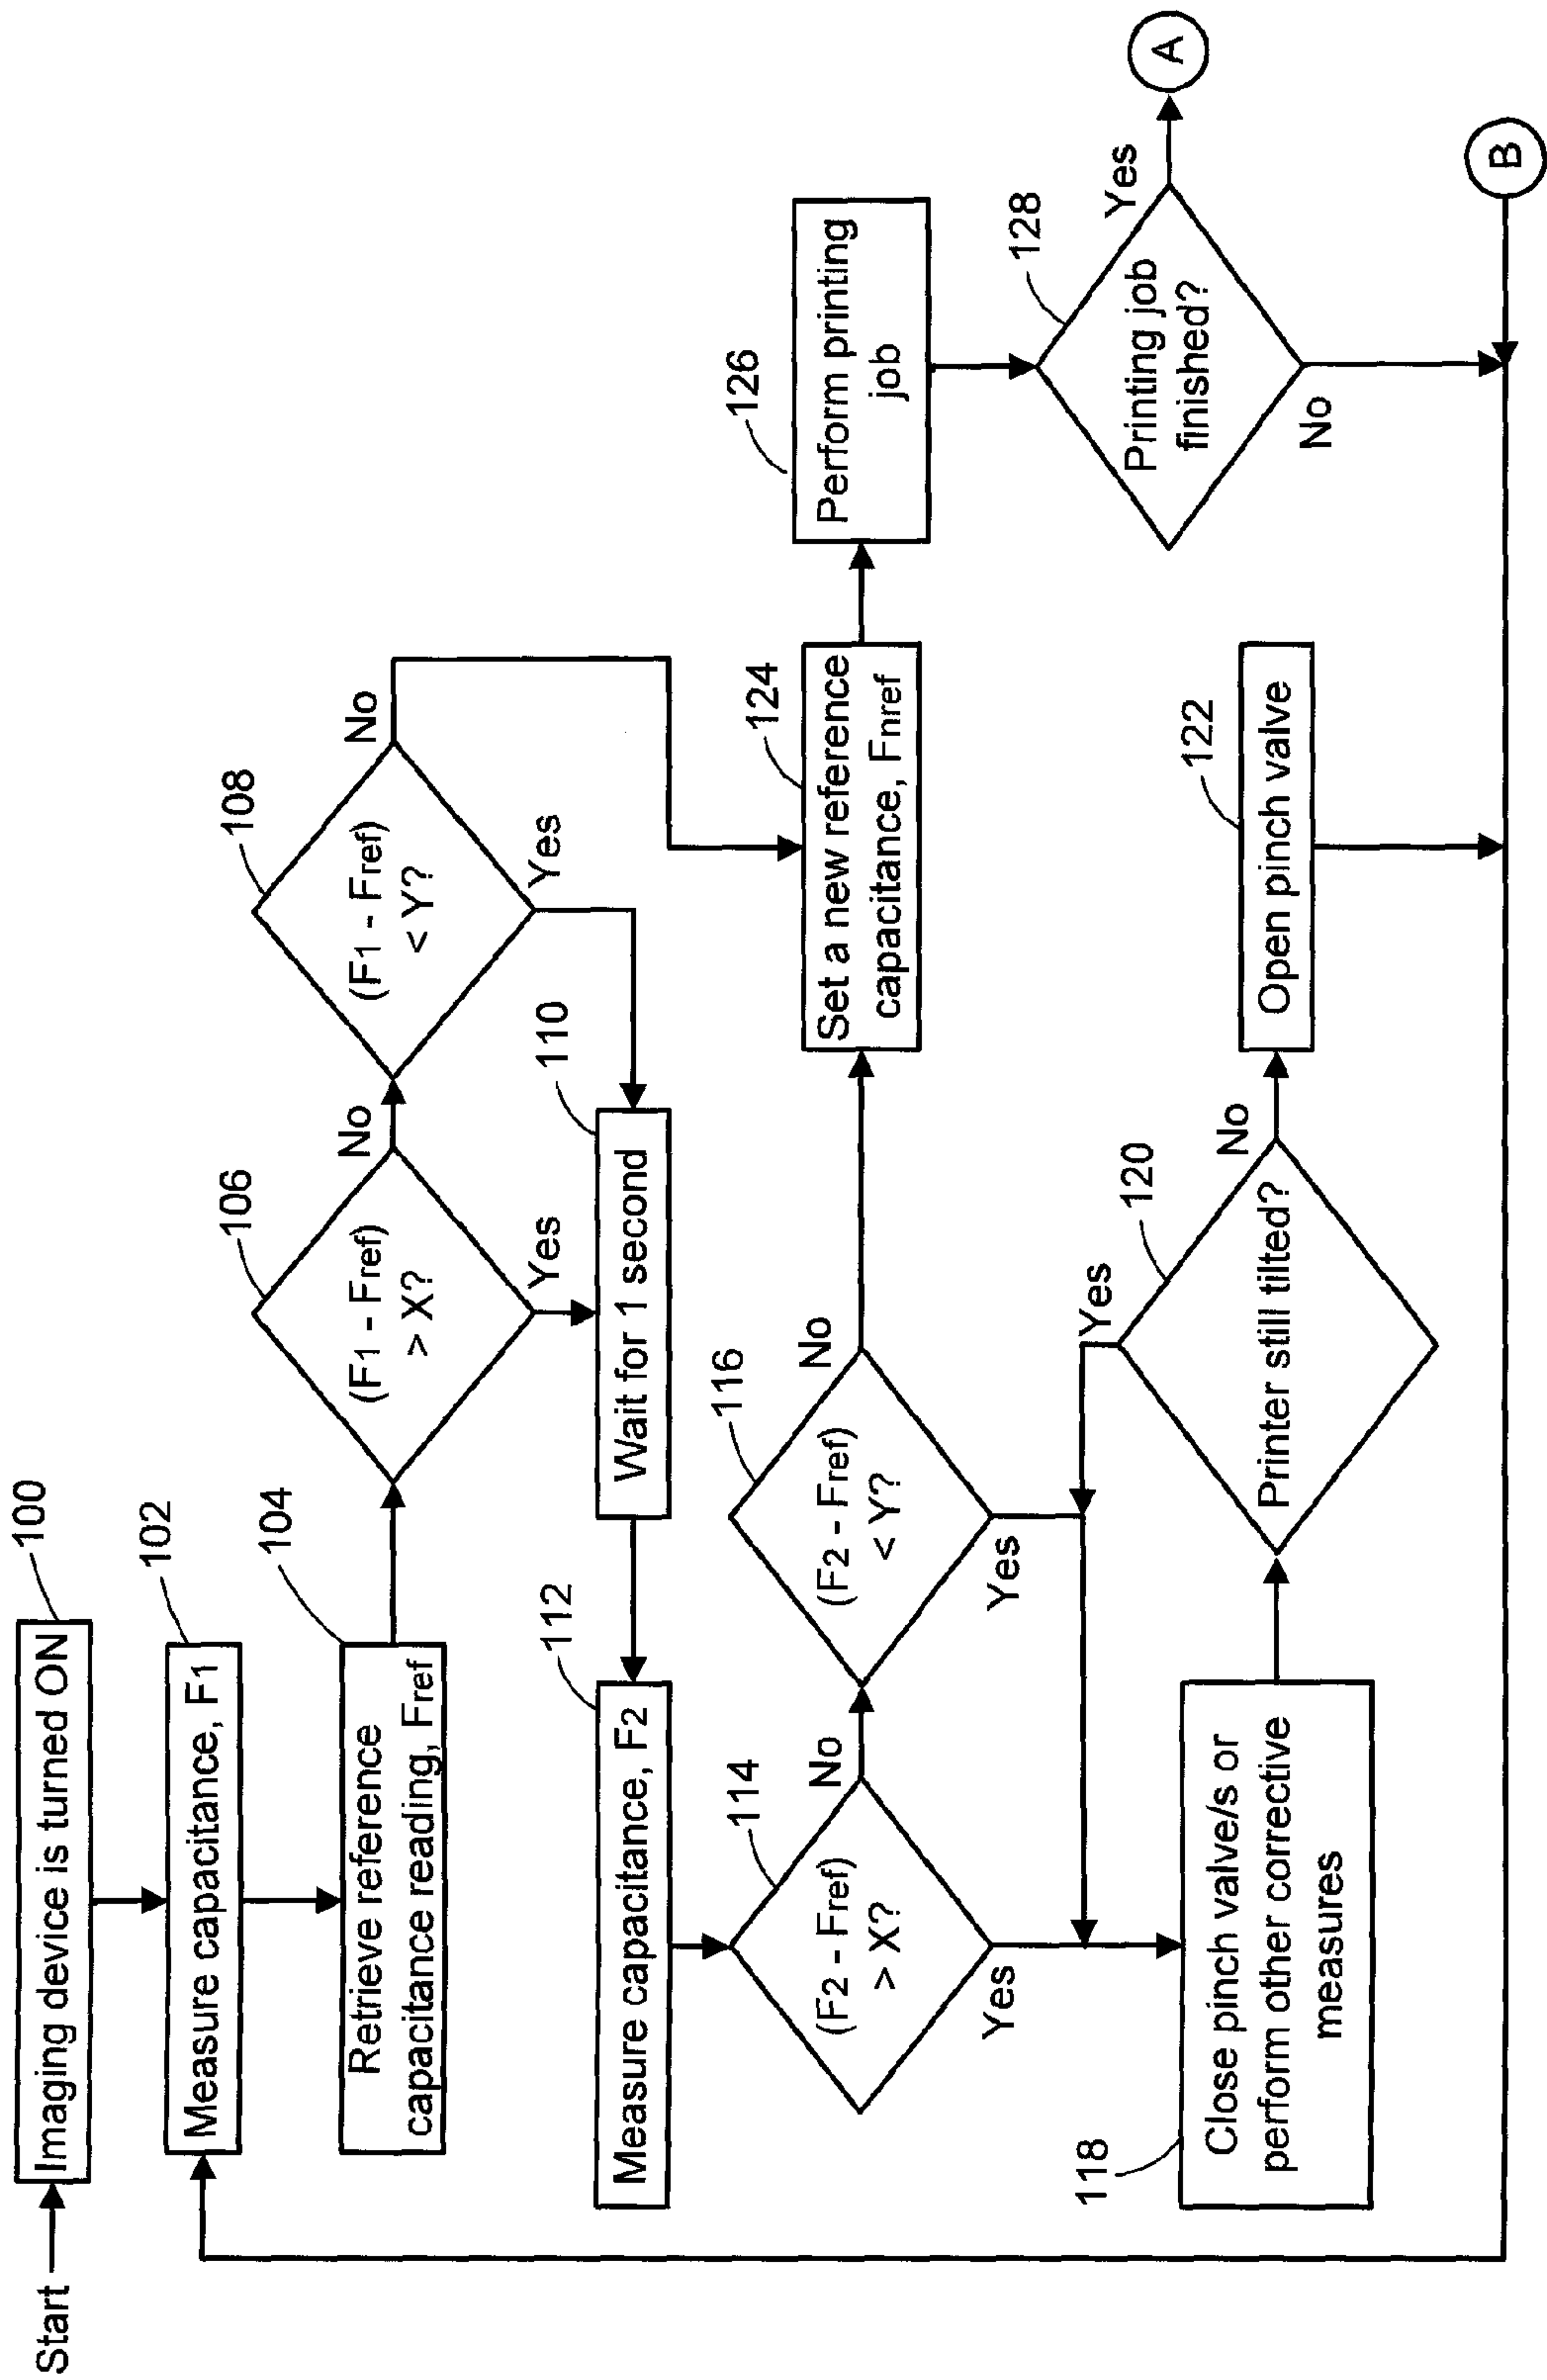 Start
Imaging device is turned ON
100
Measure capacitance, F1
102
Retrieve reference
capacitance reading, Fref
104
(F1 - Fref)
> X?
106
No
Yes
(F1 - Fref)
< Y?
108
No
Yes
Wait for 1 second
110
Measure capacitance, F2
112
(F2 - Fref)
> X?
114
No
Yes
(F2 - Fref)
< Y?
116
No
Yes
Close pinch valve/s or
perform other corrective
measures
118
Printer still tilted?
120
Yes
No
Open pinch valve
122
Set a new reference
capacitance, Fnref
124
Perform printing
job
126
Printing job
finished?
128
Yes
No
A
B